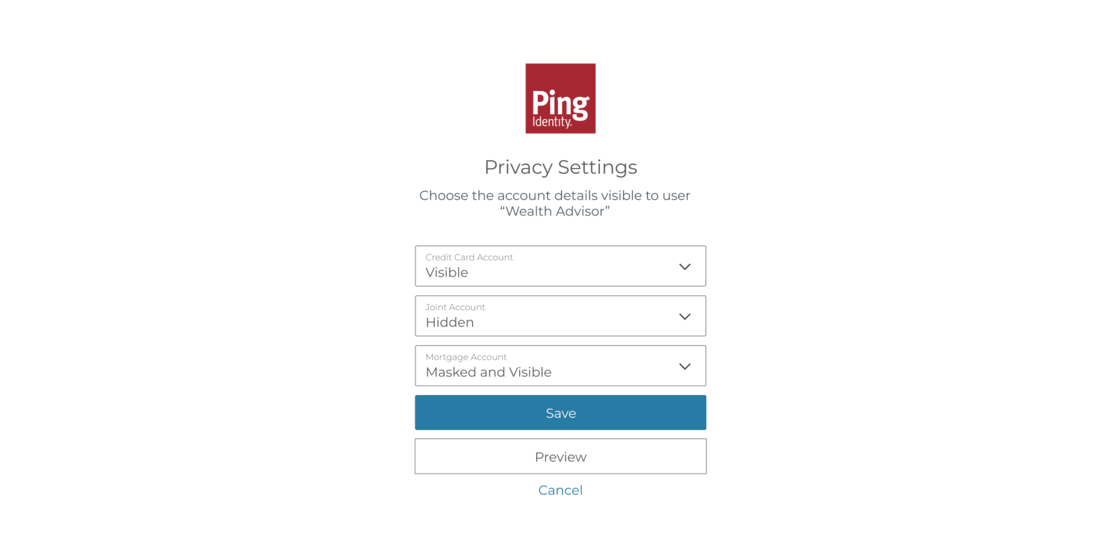 Ping
Identity.
Privacy Settings
Choose the account details visible to user
“Wealth Advisor”
Credit Card Account
Visible
Joint Account
Hidden
Mortgage Account
Masked and Visible
Save
Preview
Cancel